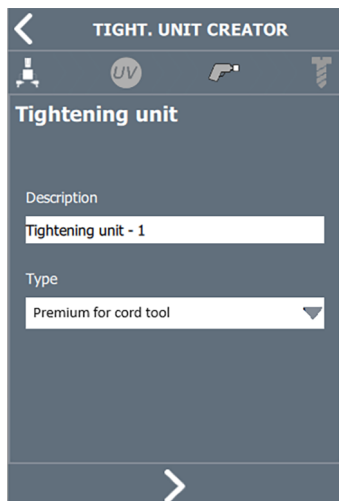 TIGHT. UNIT CREATOR
UV
Tightening unit
Description
Tightening unit - 1
Type
Premium for cord tool